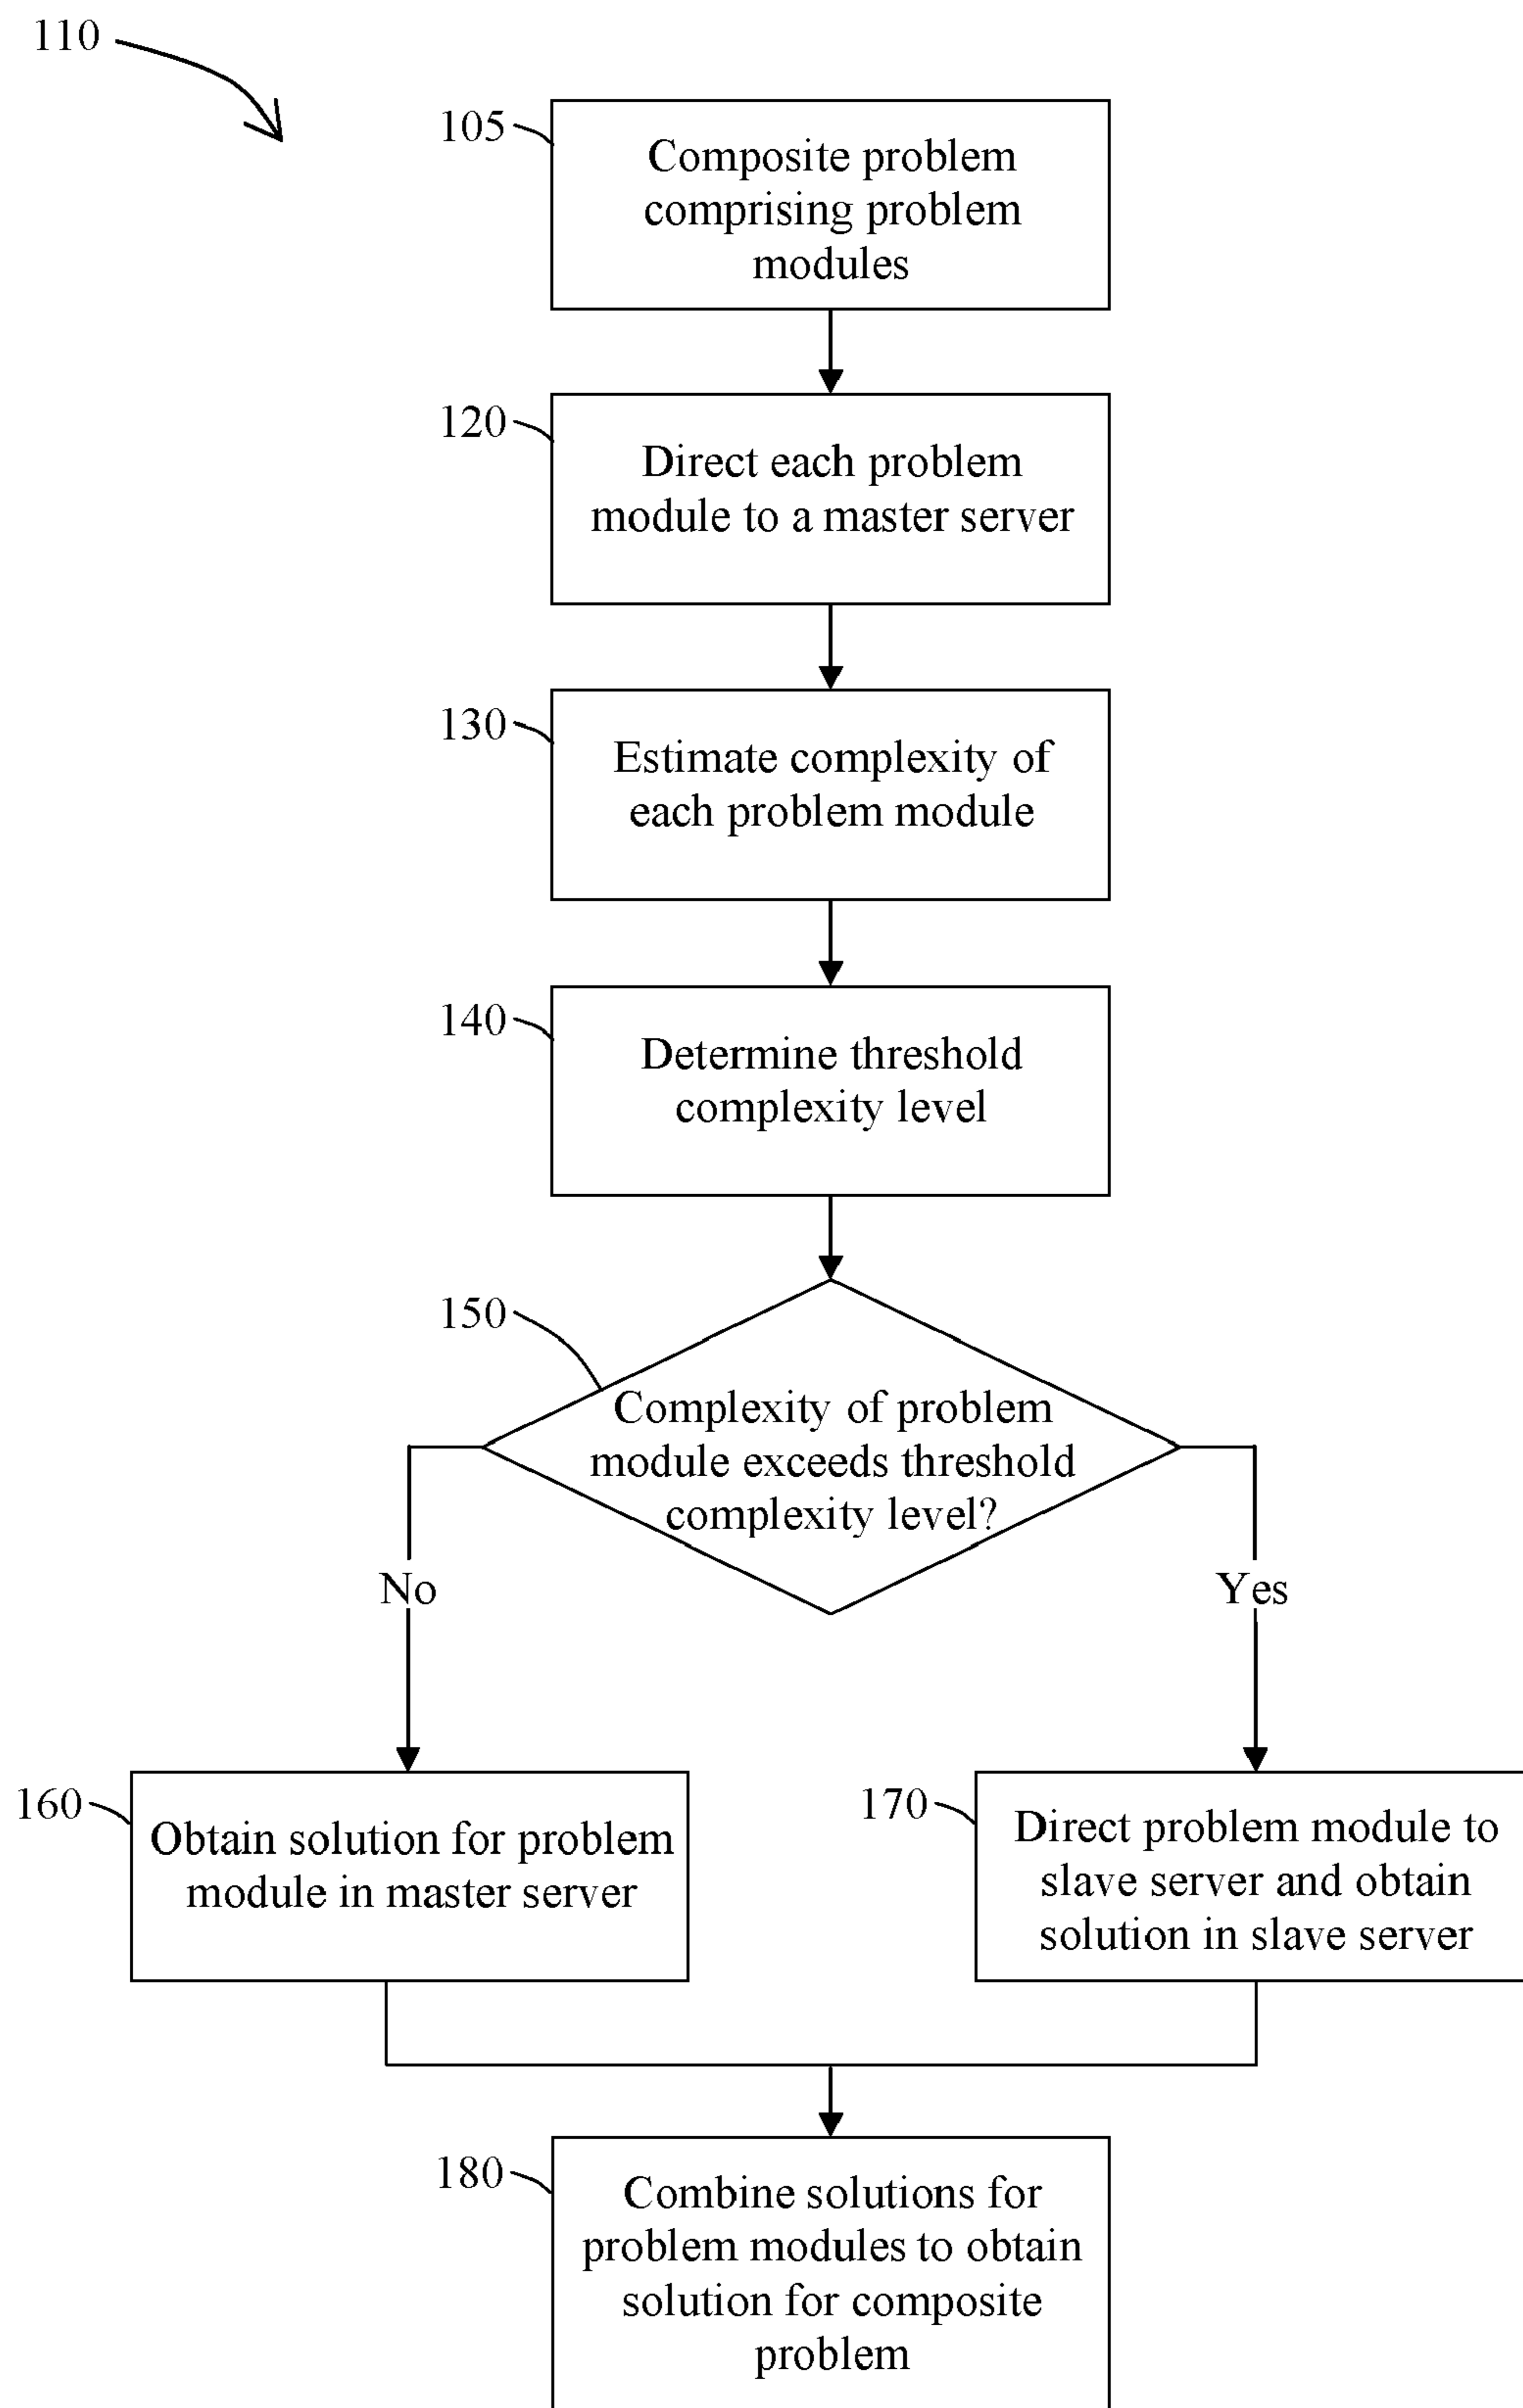 110
105
Composite problem
comprising problem
modules
120
Direct each problem
module to a master server
130
Estimate complexity of
each problem module
140
Determine threshold
complexity level
150
Complexity of problem
module exceeds threshold
complexity level?
No
Yes
160
Obtain solution for problem
module in master server
170
Direct problem module to
slave server and obtain
solution in slave server
180
Combine solutions for
problem modules to obtain
solution for composite
problem